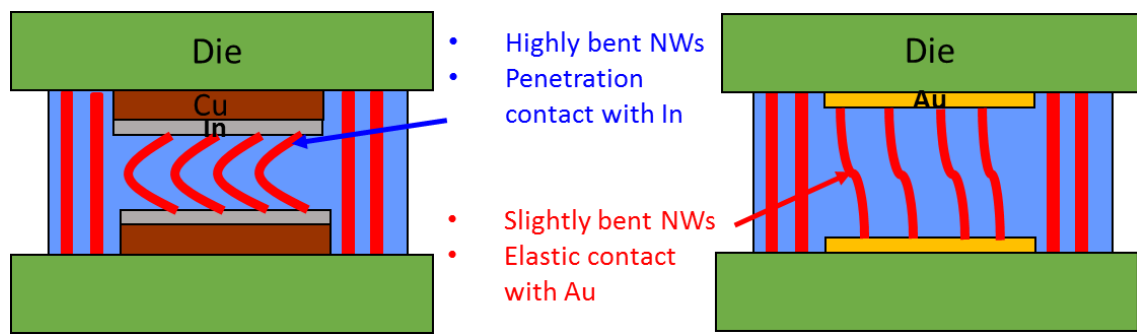 Die
Cu
In
• Highly bent NWs
• Penetration
contact with In
• Slightly bent NWs
• Elastic contact
with Au
Die
Au